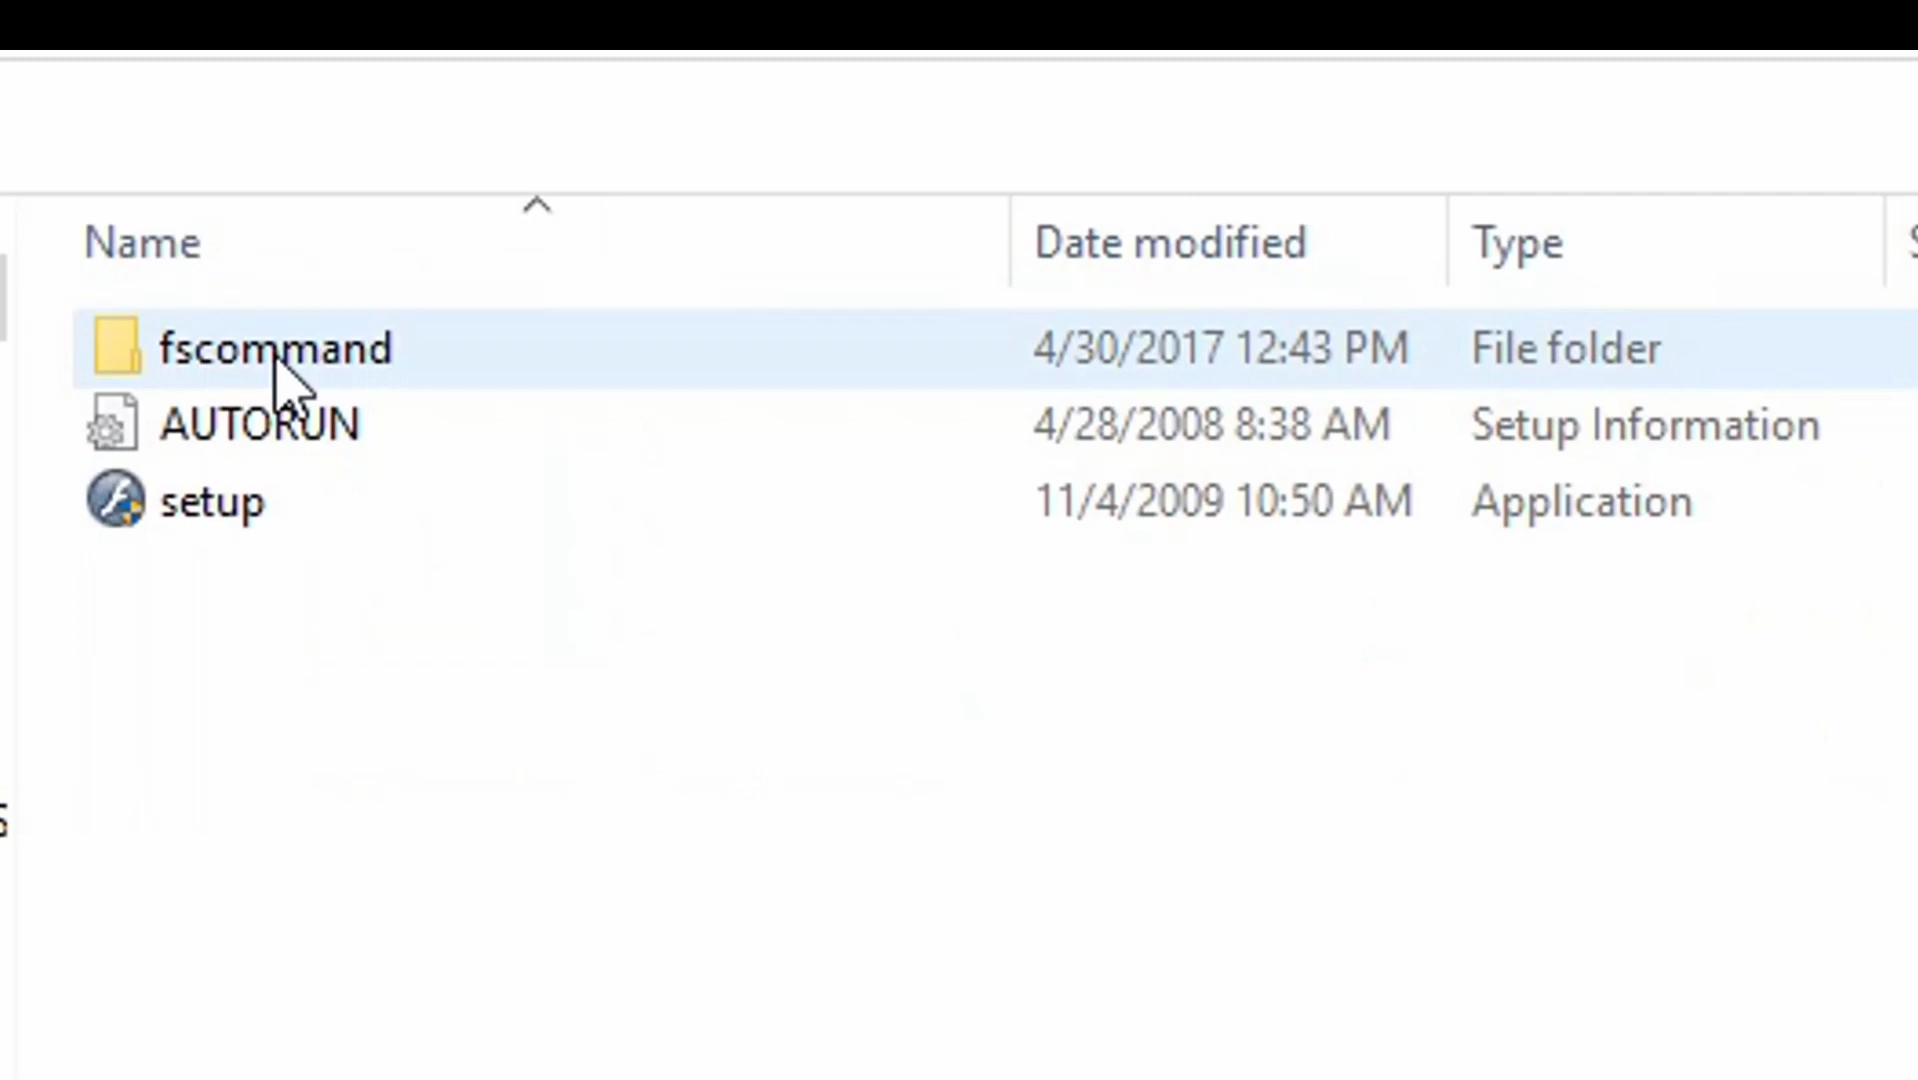 Name Date modified Type
fscommand 4/30/2017 12:43 PM File folder
AUTORUN 4/28/2008 8:38 AM Setup Information
setup 11/4/2009 10:50 AM Application